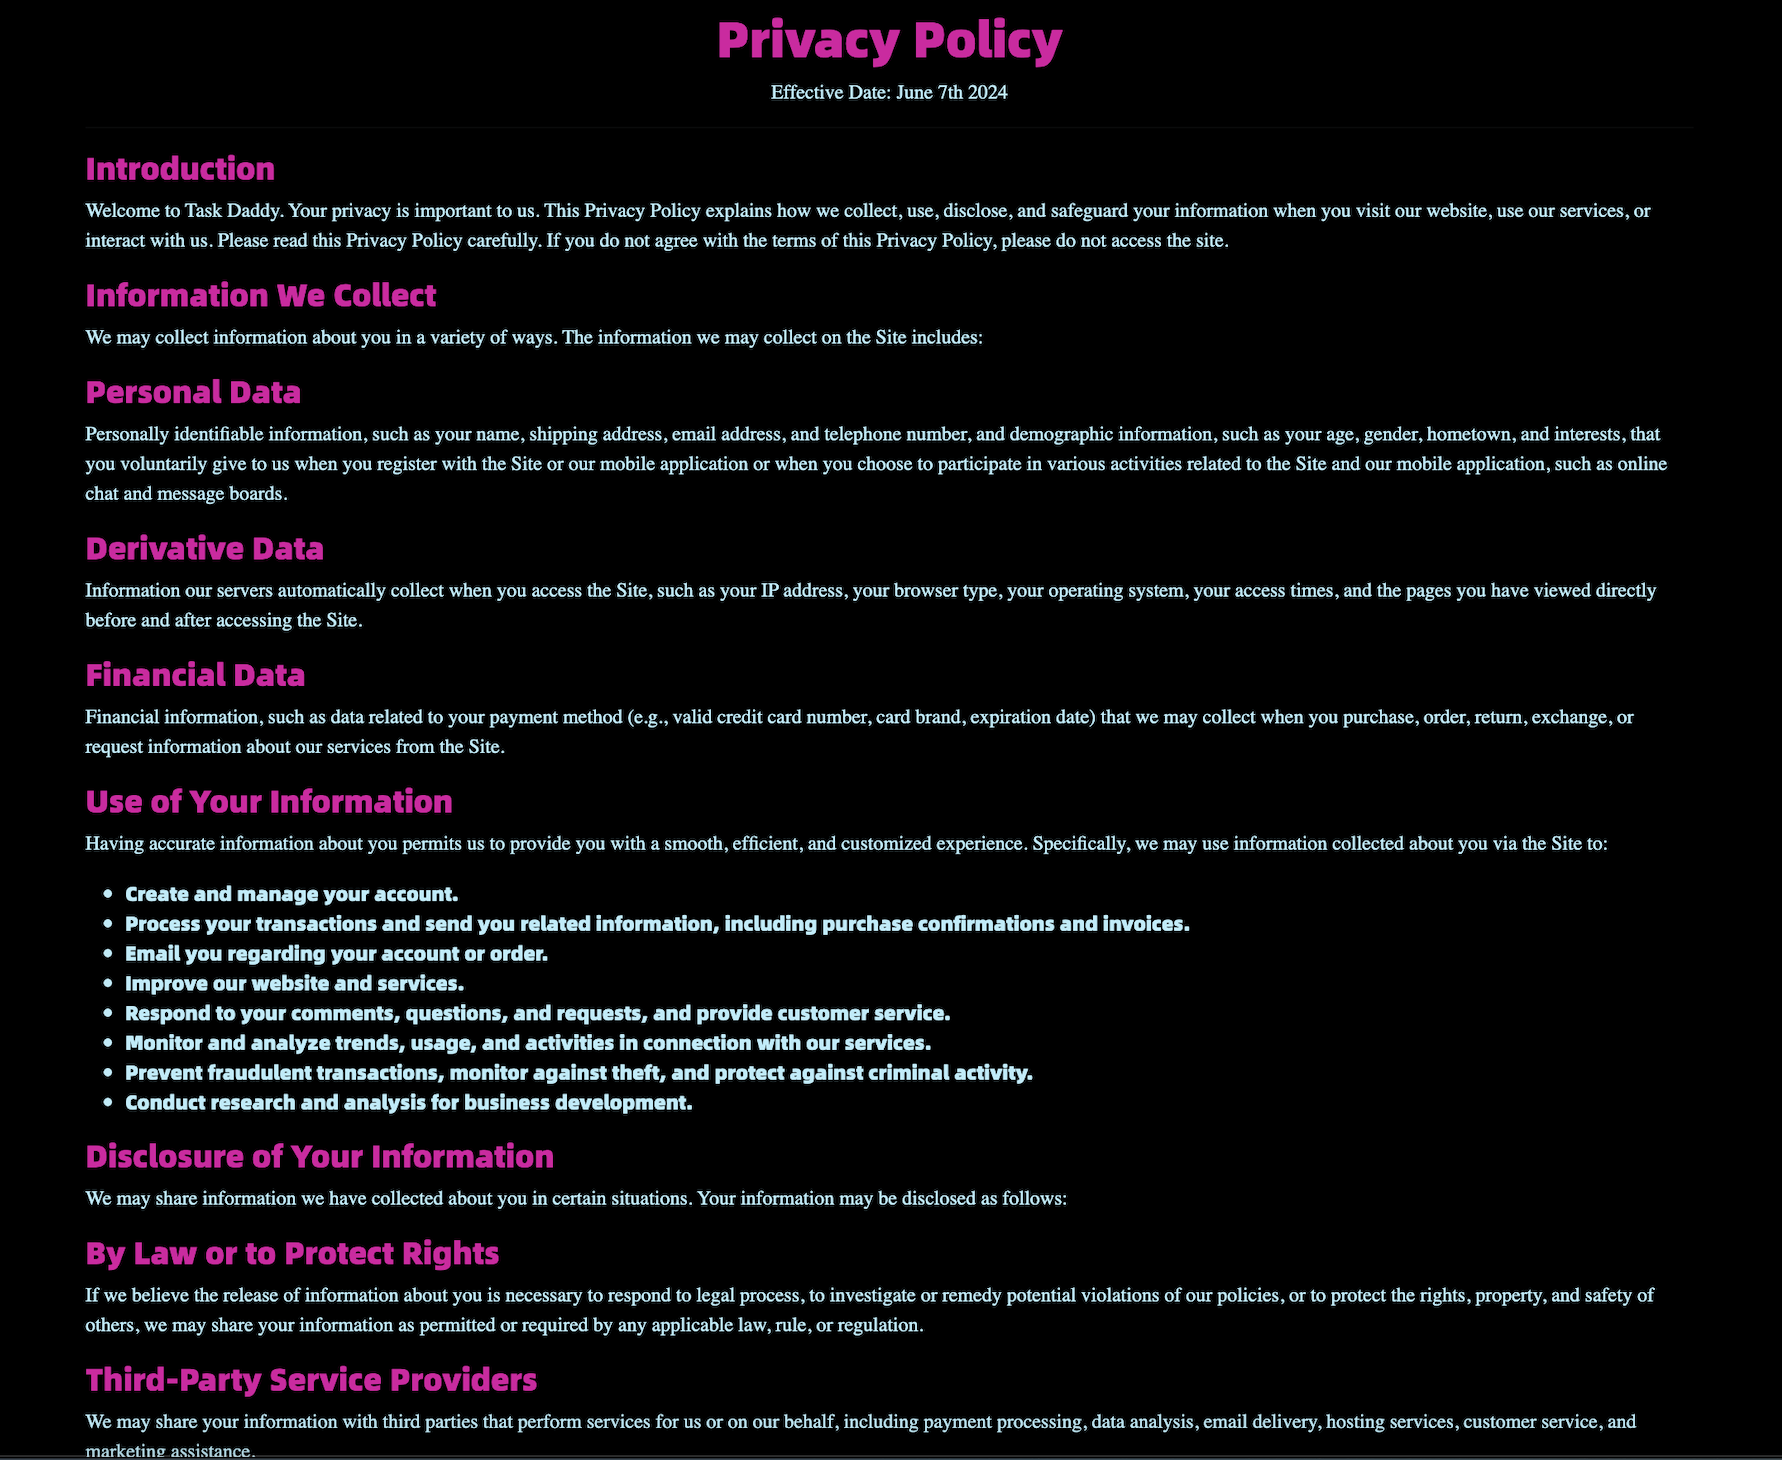 Privacy Policy
Effective Date: June 7th 2024
Introduction
Welcome to Task Daddy. Your privacy is important to us. This Privacy Policy explains how we collect, use, disclose, and safeguard your information when you visit our website, use our services, or
interact with us. Please read this Privacy Policy carefully. If you do not agree with the terms of this Privacy Policy, please do not access the site.
Information We Collect
We may collect information about you in a variety of ways. The information we may collect on the Site includes:
Personal Data
Personally identifiable information, such as your name, shipping address, email address, and telephone number, and demographic information, such as your age, gender, hometown, and interests, that
you voluntarily give to us when you register with the Site or our mobile application or when you choose to participate in various activities related to the Site and our mobile application, such as online
chat and message boards.
Derivative Data
Information our servers automatically collect when you access the Site, such as your IP address, your browser type, your operating system, your access times, and the pages you have viewed directly
before and after accessing the Site.
Financial Data
Financial information, such as data related to your payment method (e.g., valid credit card number, card brand, expiration date) that we may collect when you purchase, order, return, exchange, or
request information about our services from the Site.
Use of Your Information
Having accurate information about you permits us to provide you with a smooth, efficient, and customized experience. Specifically, we may use information collected about you via the Site to:
• Create and manage your account.
• Process your transactions and send you related information, including purchase confirmations and invoices.
• Email you regarding your account or order.
• Improve our website and services.
• Respond to your comments, questions, and requests, and provide customer service.
• Monitor and analyze trends, usage, and activities in connection with our services.
• Prevent fraudulent transactions, monitor against theft, and protect against criminal activity.
• Conduct research and analysis for business development.
Disclosure of Your Information
We may share information we have collected about you in certain situations. Your information may be disclosed as follows:
By Law or to Protect Rights
If we believe the release of information about you is necessary to respond to legal process, to investigate or remedy potential violations of our policies, or to protect the rights, property, and safety of
others, we may share your information as permitted or required by any applicable law, rule, or regulation.
Third-Party Service Providers
We may share your information with third parties that perform services for us or on our behalf, including payment processing, data analysis, email delivery, hosting services, customer service, and
marketing assistance.